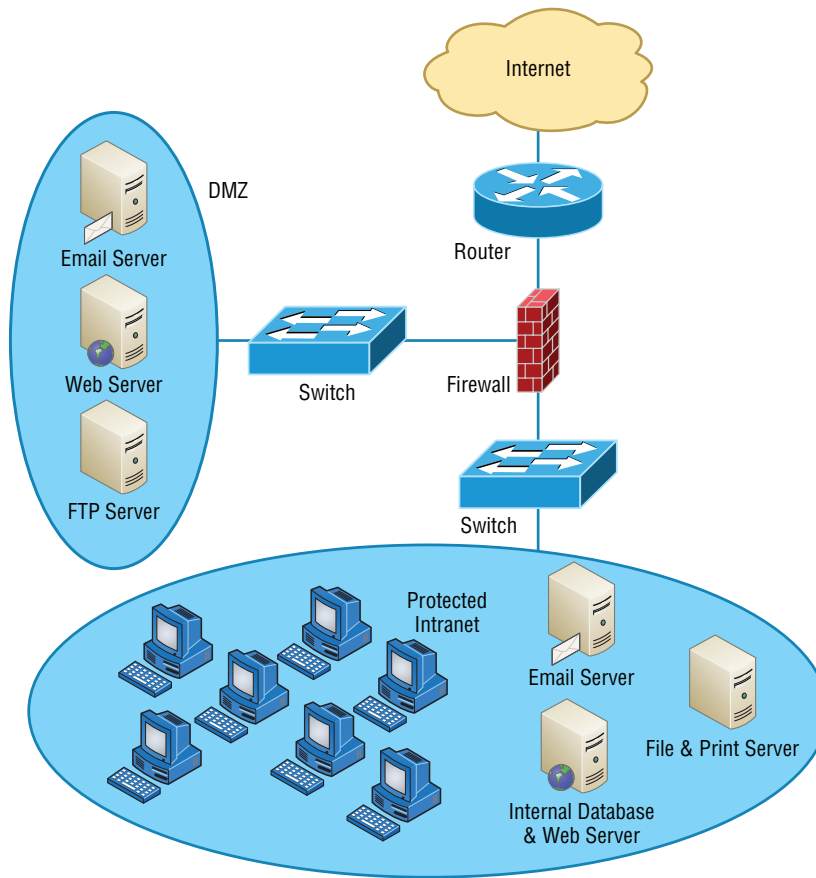 Internet
DMZ
Router
Email Server
Web Server
Switch
Firewall
FTP Server
Switch
Protected
Intranet
Email Server
File & Print Server
Internal Database
& Web Server